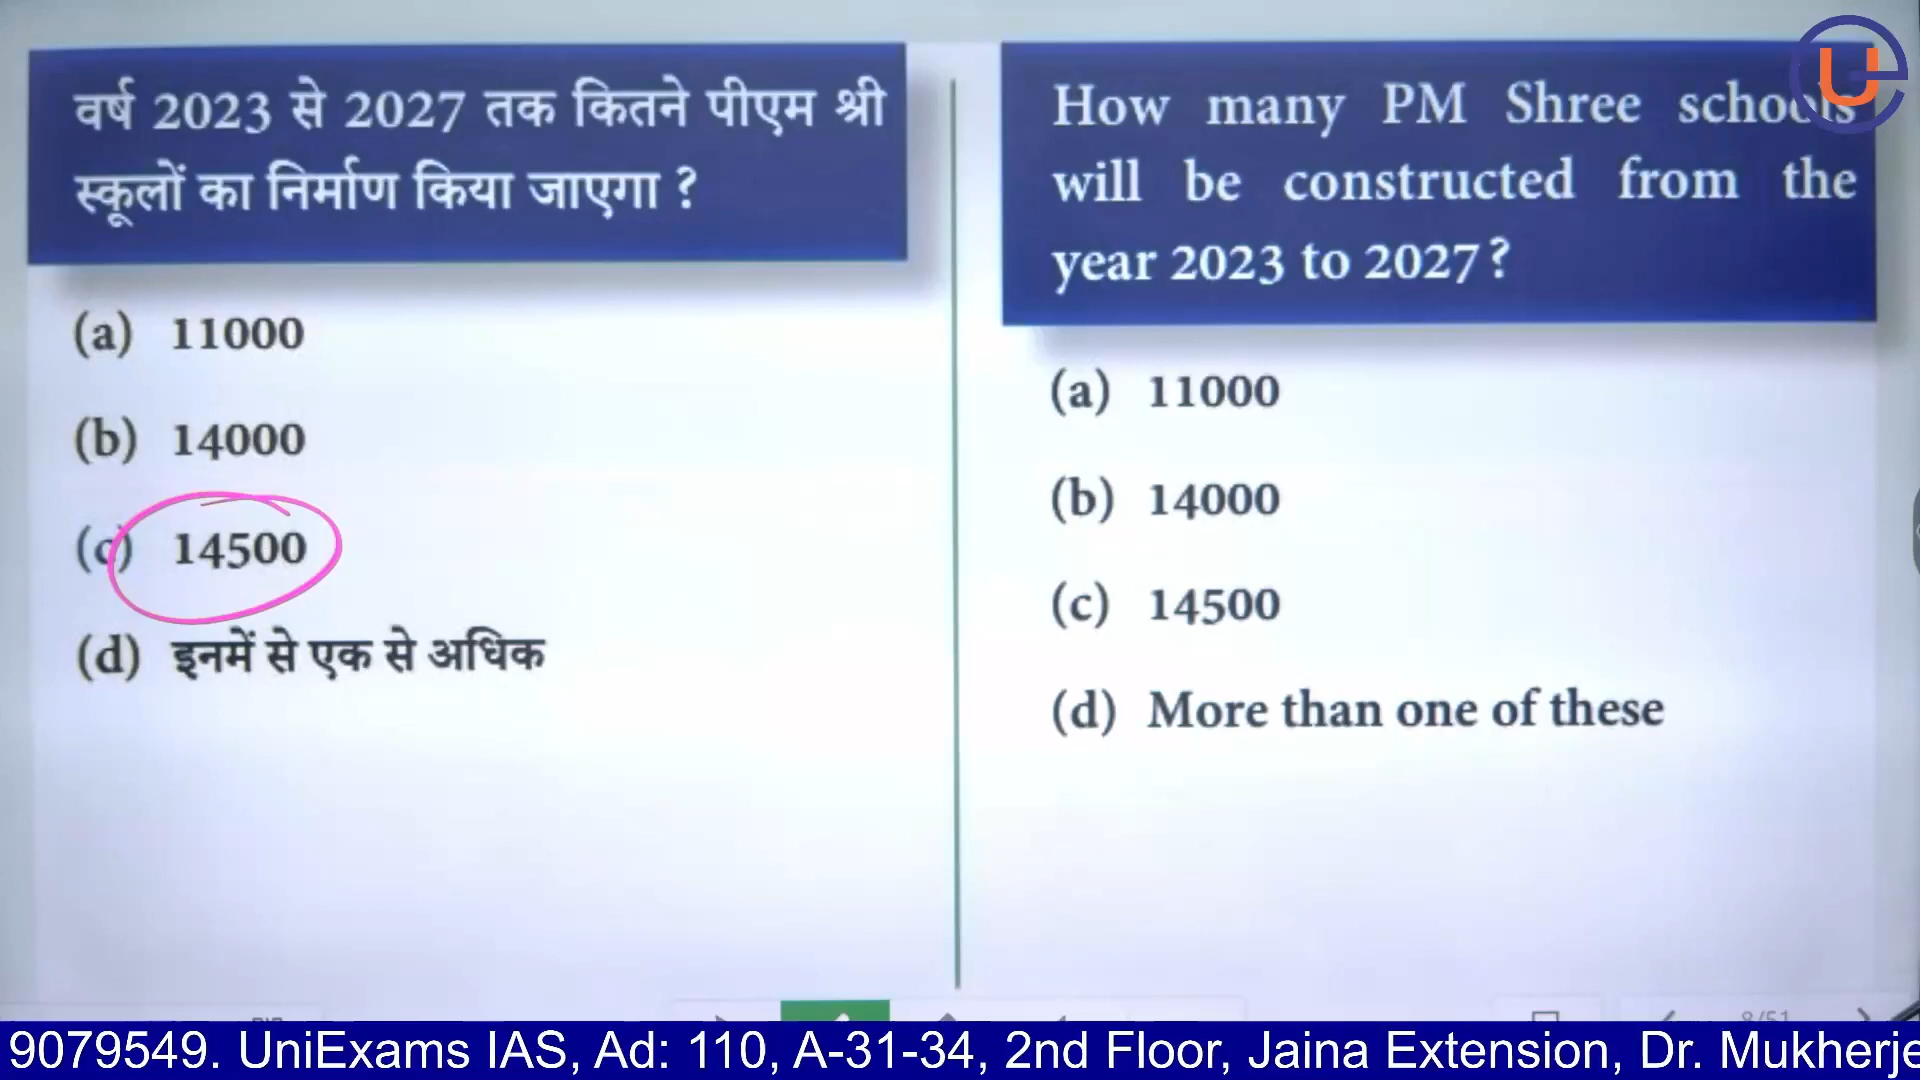 वर्ष 2023 से 2027 तक कितने पीएम श्री
स्कूलों का निर्माण किया जाएगा ?
(a) 11000
(b) 14000
(c) 14500
(d) इनमें से एक से अधिक
How many PM Shree schools
will be constructed from the
year 2023 to 2027?
(a) 11000
(b) 14000
(c) 14500
(d) More than one of these
8/51
9079549. UniExams IAS, Ad: 110, A-31-34, 2nd Floor, Jaina Extension, Dr. Mukherje